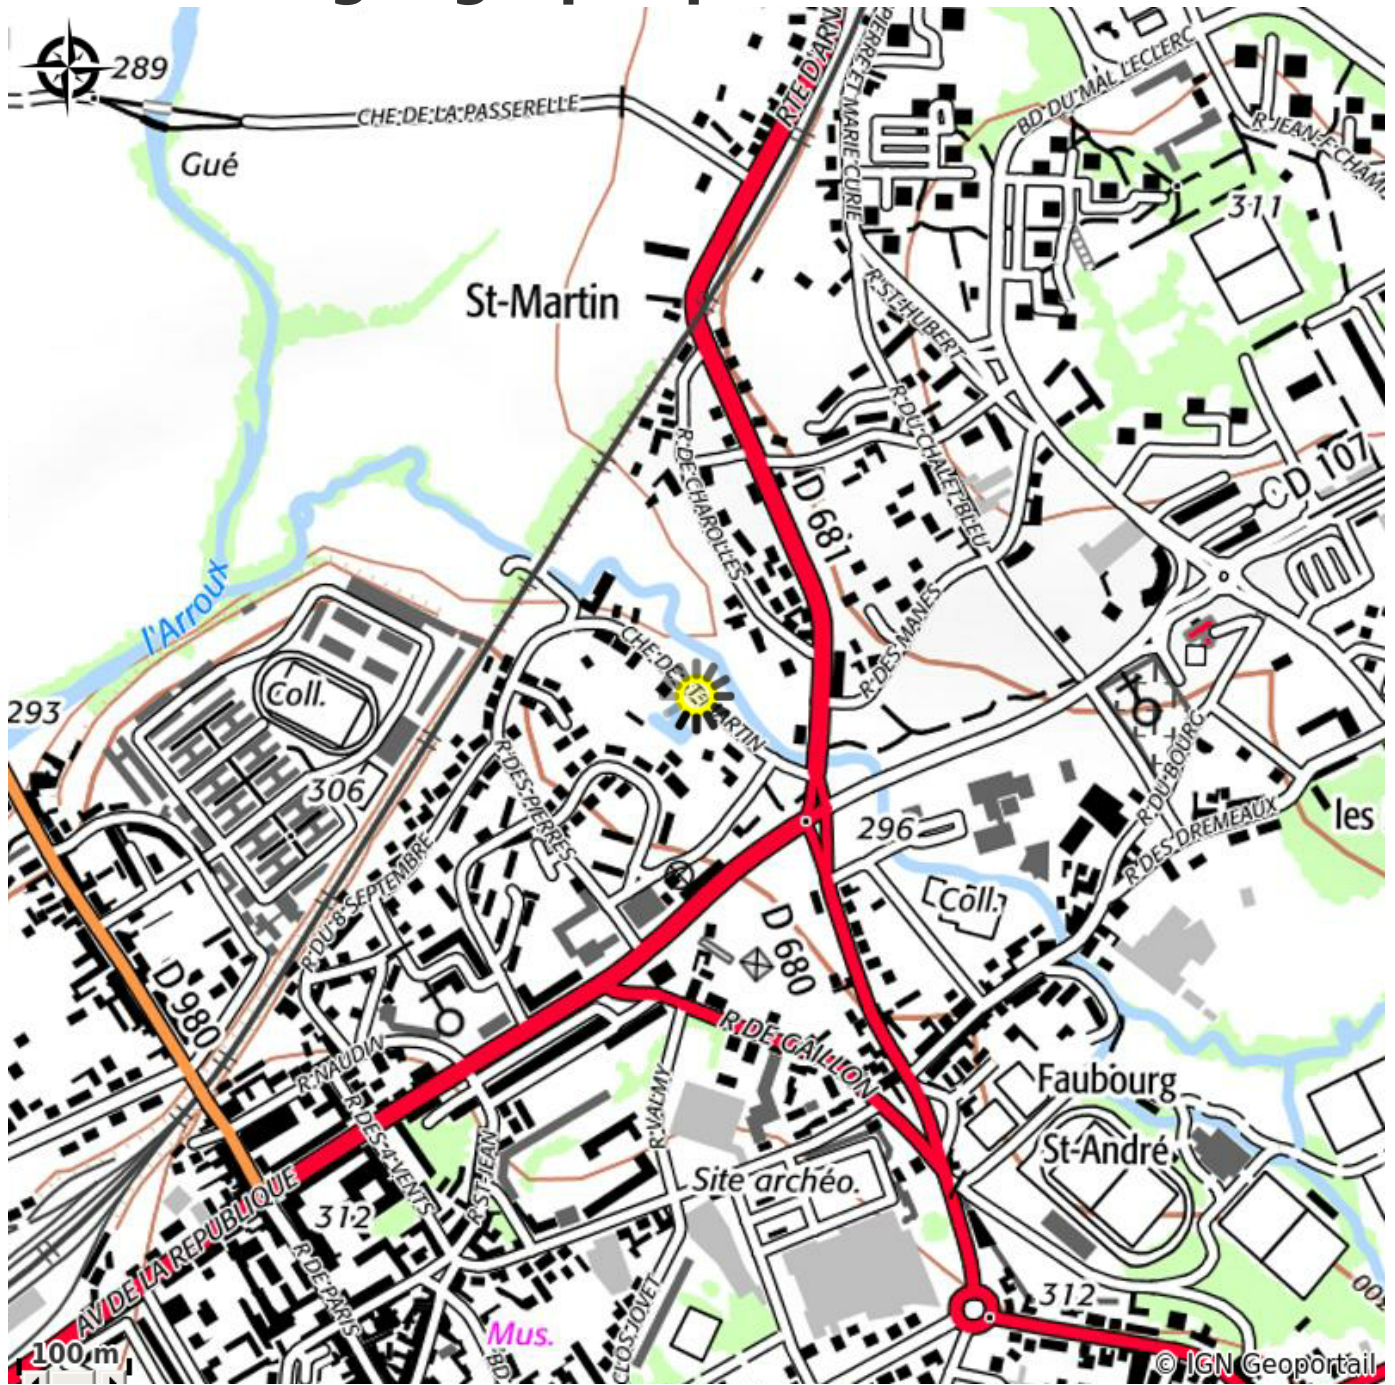 289
RTE D'ARN
PIERRE ET MARIE CURIE
BD DU MAL LECLERC
CHE DE LA PASSERELLE
R JEAN-F CHAM
Gué
311
R ST-HUBERT
St-Martin
R DU CHALET BLEU
R DE CHAROLLES
D 107
D 681
l'Arroux
R DES MANES
CHE DE
MARTIN
Coll.
293
R DU BOURG
R DES PIERRES
306
296
les
R DES DREMEAUX
R DU 8 SEPTEMBRE
Coll.
D 680
D 980
R DE GAILLON
R NAUDIN
Faubourg
St-André
R VALMY
R DES 4 VENTS
R ST-JEAN
Site archéo.
AV DE LA REPUBLIQUE
312
R DE PARIS
312
300
CLOS JOVET
Mus.
BD
100 m
© IGN Geoportail